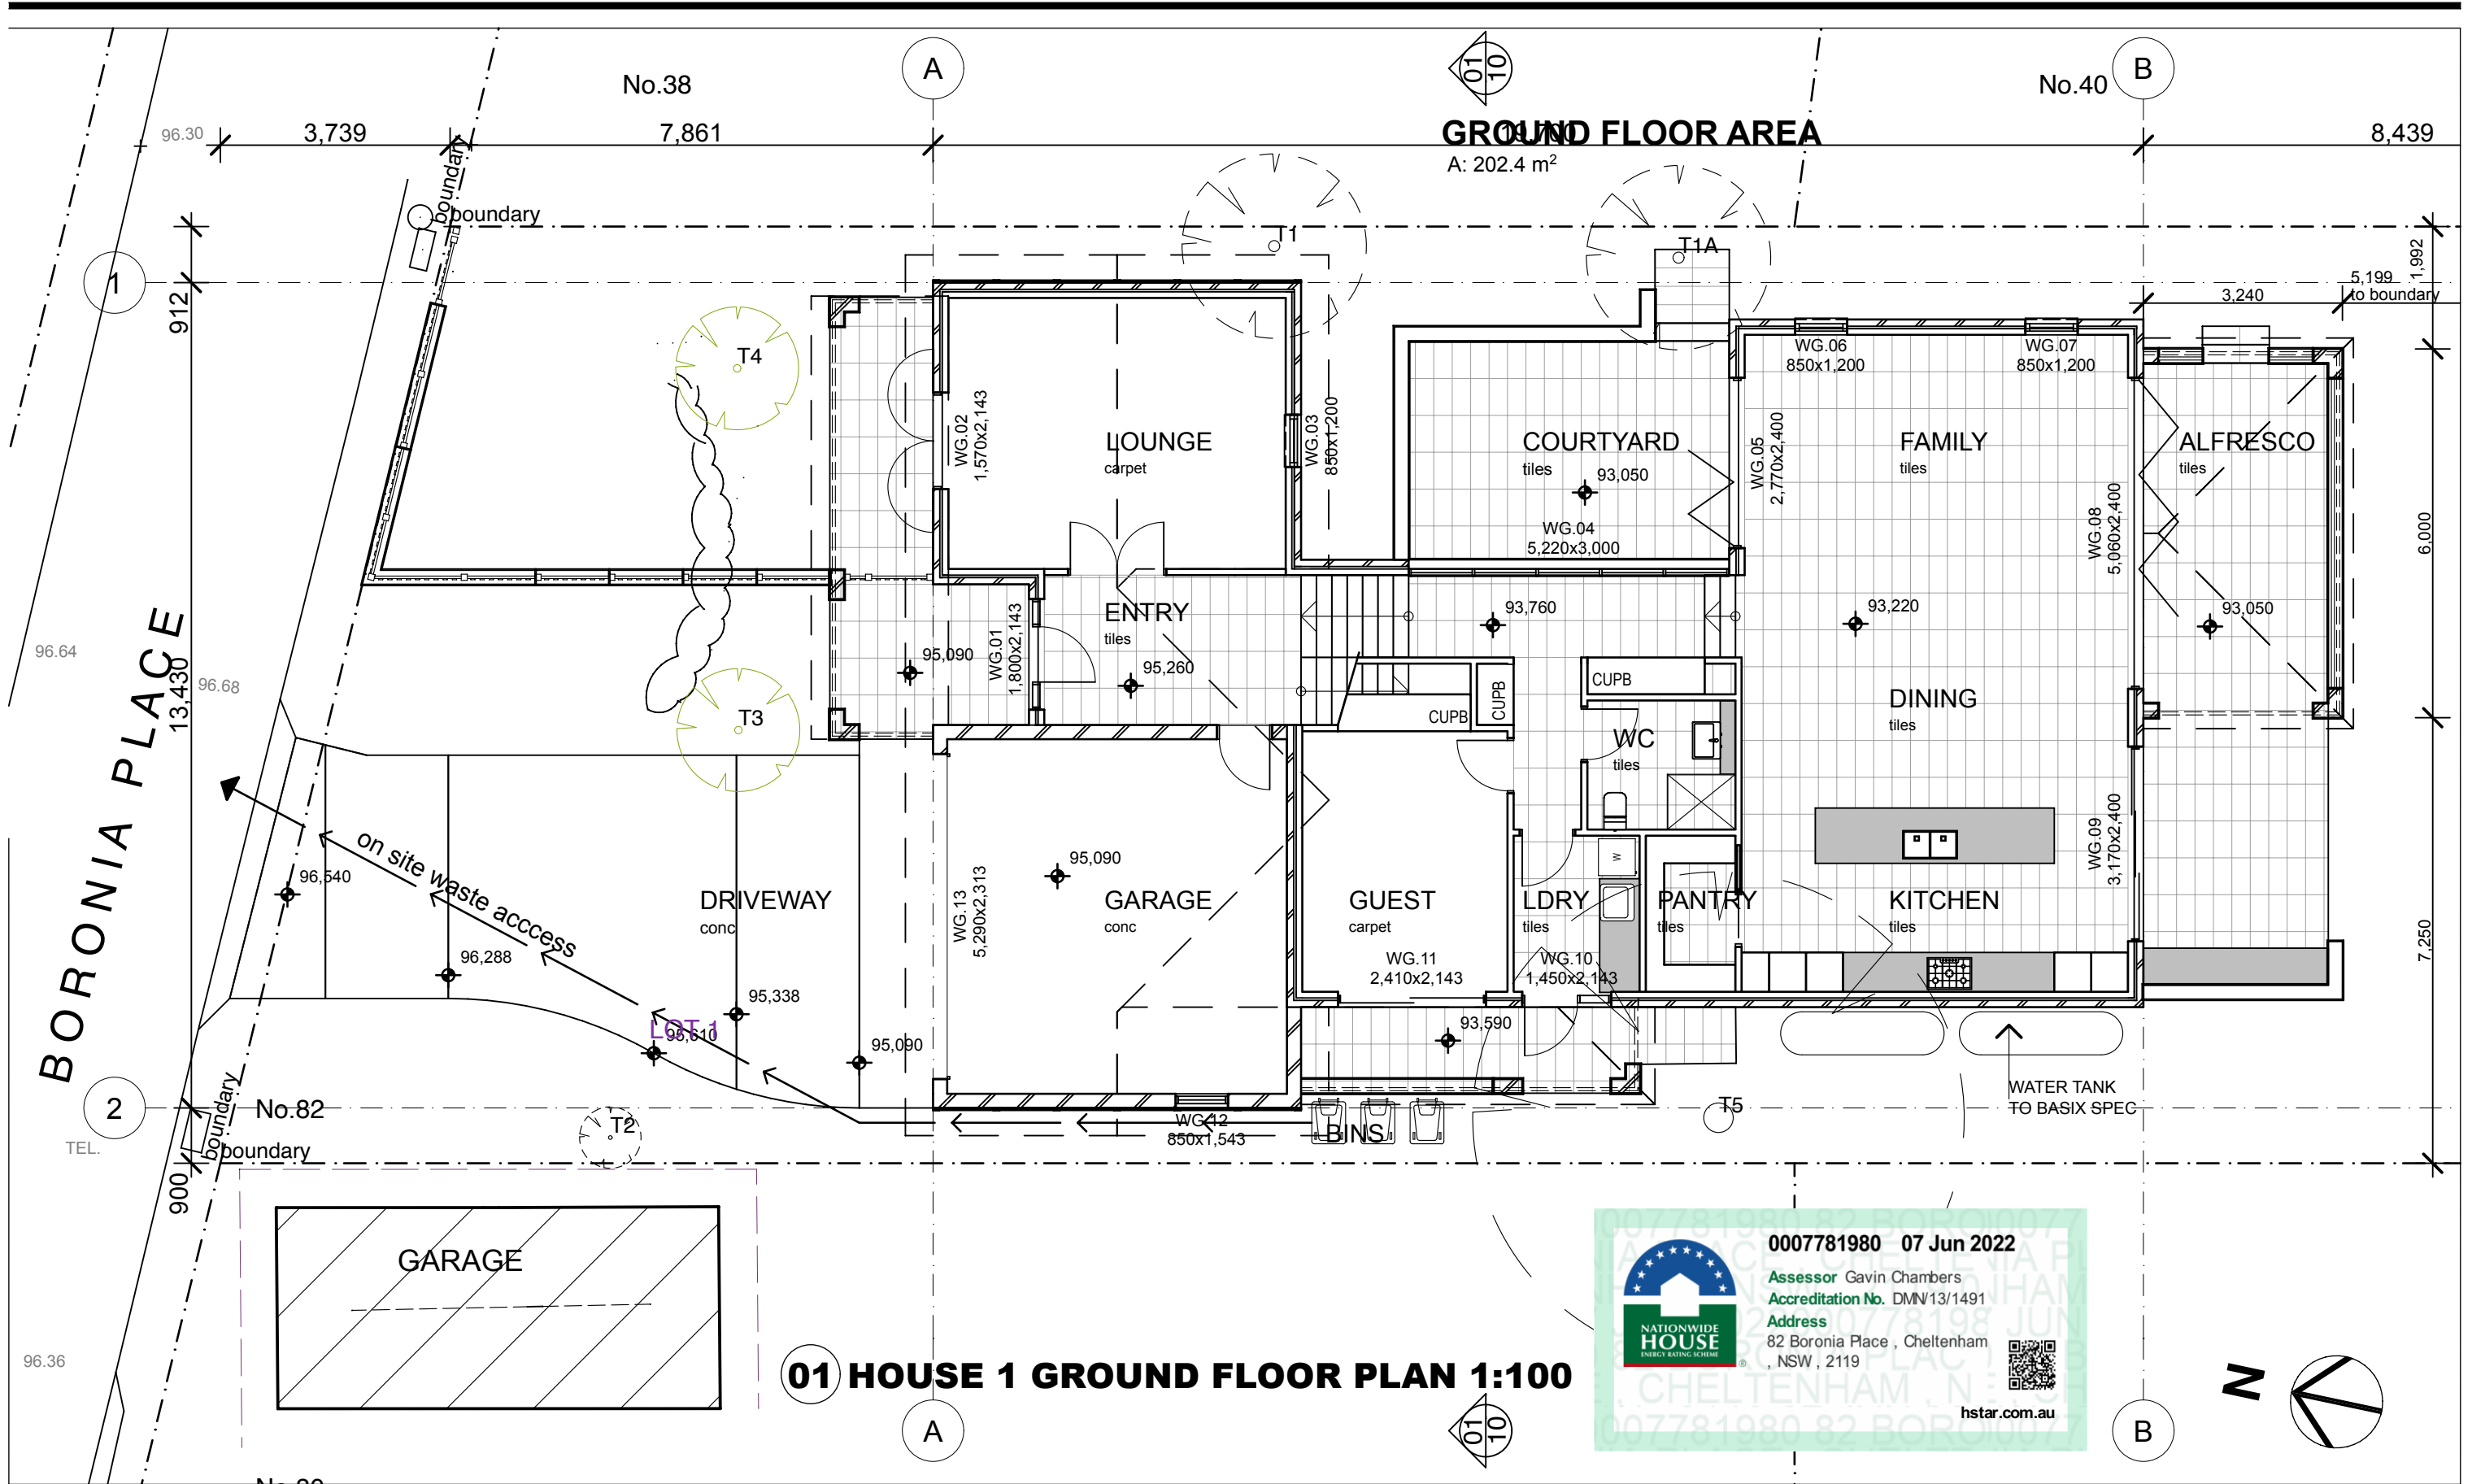 A
01
10
B
No.38
No.40
96.30
3,739
7,861
GROUND FLOOR AREA
8,439
A: 202.4 m²
boundary
boundary
T1
T1A
1
912
1,992
5,199
to boundary
3,240
T4
WG.06
850x1,200
WG.07
850x1,200
WG.02
1,570x2,143
LOUNGE
carpet
WG.03
850x1,200
COURTYARD
tiles
93,050
WG.05
2,770x2,400
FAMILY
tiles
ALFRESCO
tiles
WG.04
5,220x3,000
WG.08
5,060x2,400
6,000
BORONIA PLACE
96.64
13,430
96.68
ENTRY
tiles
WG.01
1,800x2,143
95,090
95,260
93,760
93,220
93,050
CUPB
CUPB
CUPB
T3
WC
tiles
DINING
tiles
on site waste acccess
96,540
96,288
95,338
LOT 1
95,610
95,090
DRIVEWAY
conc
WG.13
5,290x2,313
95,090
GARAGE
conc
GUEST
carpet
WG.11
2,410x2,143
W
LDRY
tiles
WG.10
1,450x2,143
PANTRY
tiles
KITCHEN
tiles
WG.09
3,170x2,400
7,250
93,590
WATER TANK
TO BASIX SPEC
2
No.82
boundary
TEL.
boundary
T2
WG.12
850x1,543
BINS
T5
900
GARAGE
96.36
01 HOUSE 1 GROUND FLOOR PLAN 1:100
0007781980 07 Jun 2022
Assessor Gavin Chambers
Accreditation No. DMN/13/1491
Address
82 Boronia Place , Cheltenham
, NSW , 2119
hstar.com.au
NATIONWIDE
HOUSE
ENERGY RATING SCHEME
®
N
A
01
10
B